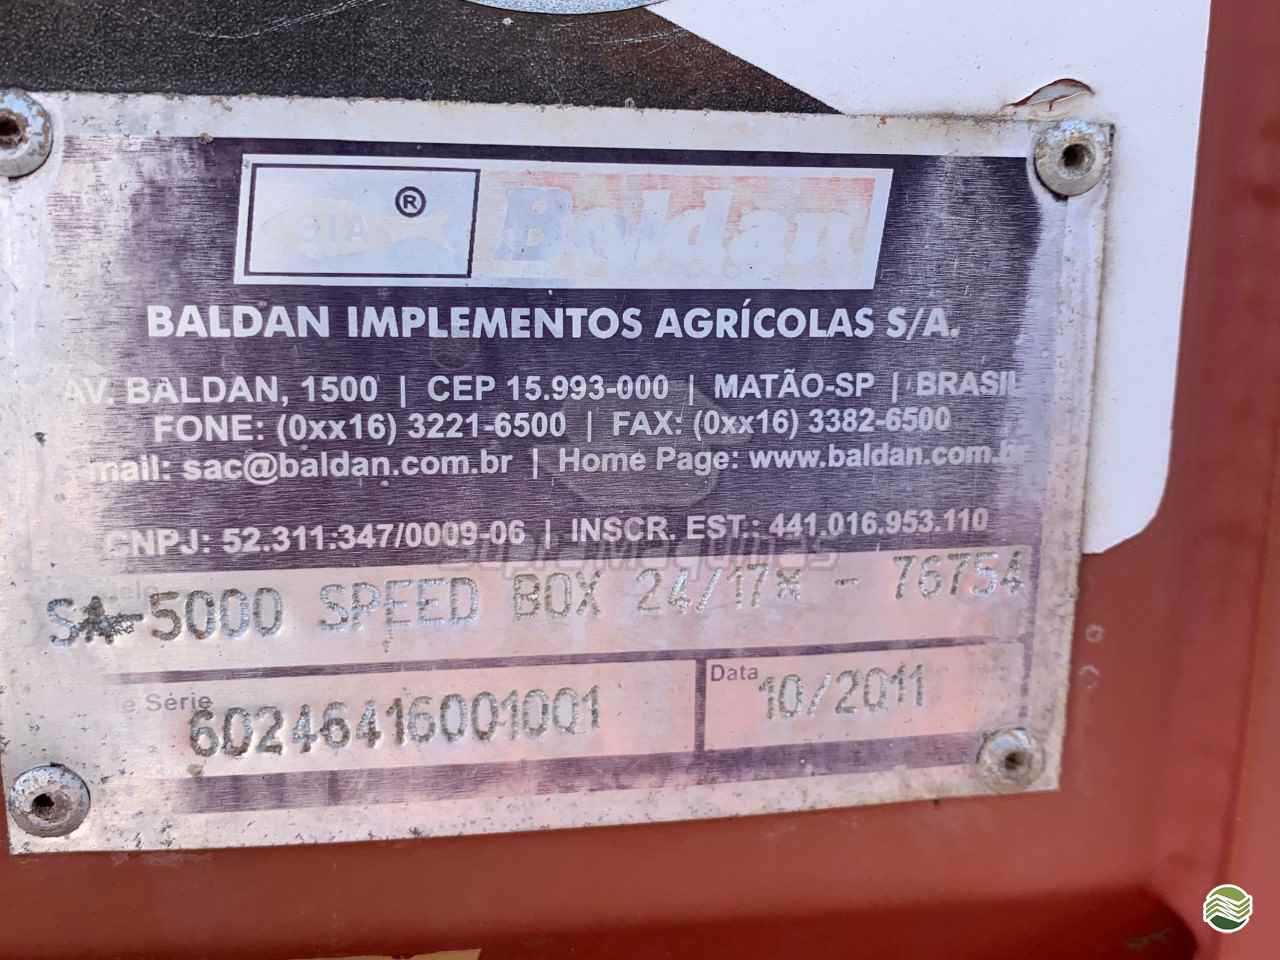 ®
Baldan
BALDAN IMPLEMENTOS AGRÍCOLAS S/A.
AV. BALDAN, 1500 | CEP 15.993-000 | MATÃO-SP | BRASIL
FONE: (0xx16) 3221-6500 | FAX: (0xx16) 3382-6500
mail: sac@baldan.com.br | Home Page: www.baldan.com.br
CNPJ: 52.311.347/0009-06 | INSCR. EST.: 441.016.953.110
SA-5000 SPEED BOX 24/17X - 76754
e Série
Data
60246416001001
10/2011